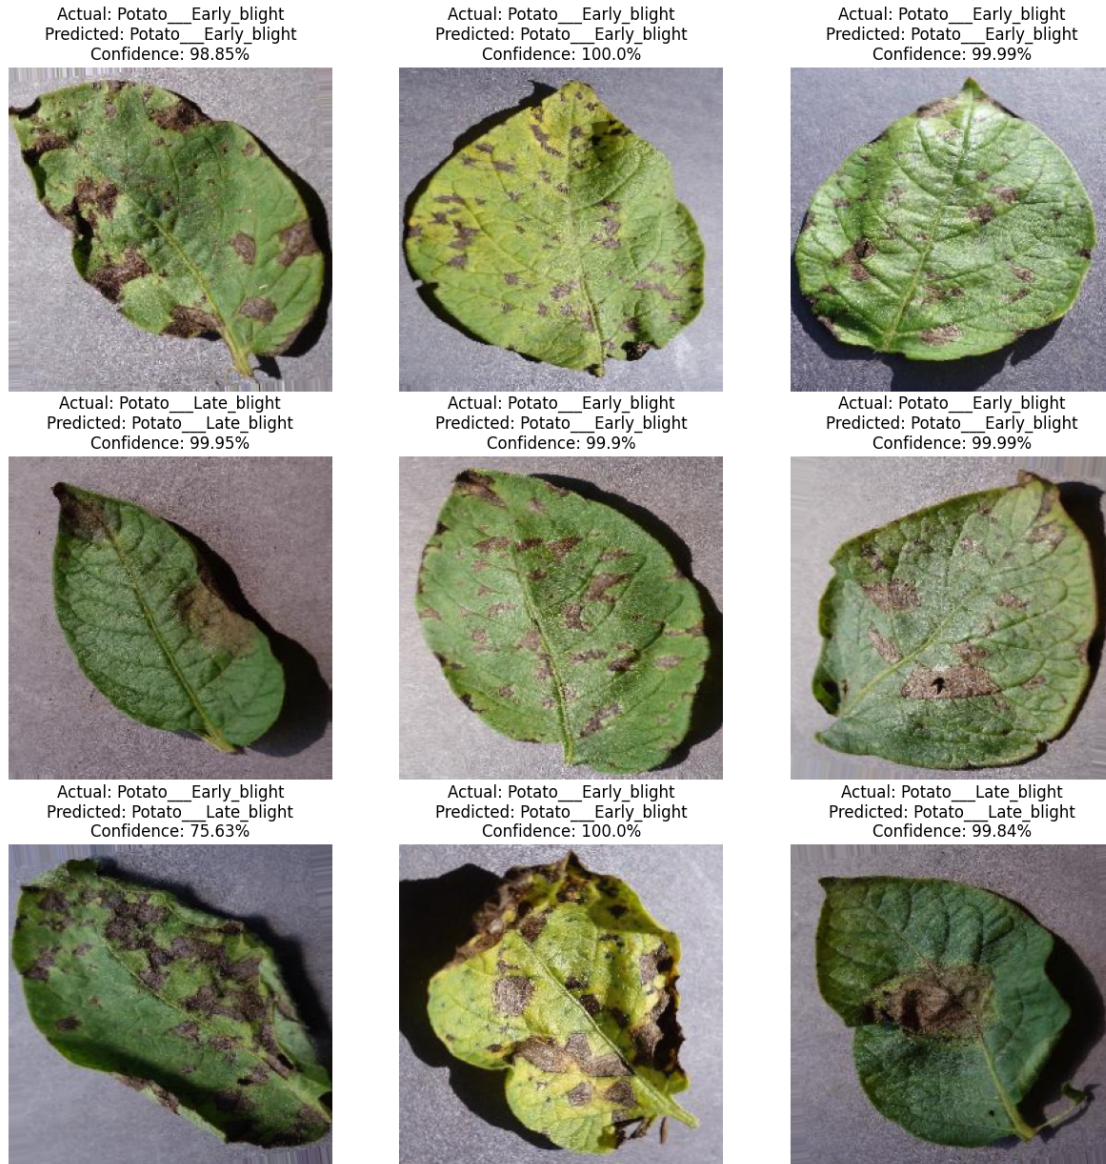 Actual: Potato___Early_blight
Predicted: Potato___Early_blight
Confidence: 98.85%
Actual: Potato___Early_blight
Predicted: Potato___Early_blight
Confidence: 100.0%
Actual: Potato___Early_blight
Predicted: Potato___Early_blight
Confidence: 99.99%
Actual: Potato___Late_blight
Predicted: Potato___Late_blight
Confidence: 99.95%
Actual: Potato___Early_blight
Predicted: Potato___Early_blight
Confidence: 99.9%
Actual: Potato___Early_blight
Predicted: Potato___Early_blight
Confidence: 99.99%
Actual: Potato___Early_blight
Predicted: Potato___Late_blight
Confidence: 75.63%
Actual: Potato___Early_blight
Predicted: Potato___Early_blight
Confidence: 100.0%
Actual: Potato___Late_blight
Predicted: Potato___Late_blight
Confidence: 99.84%